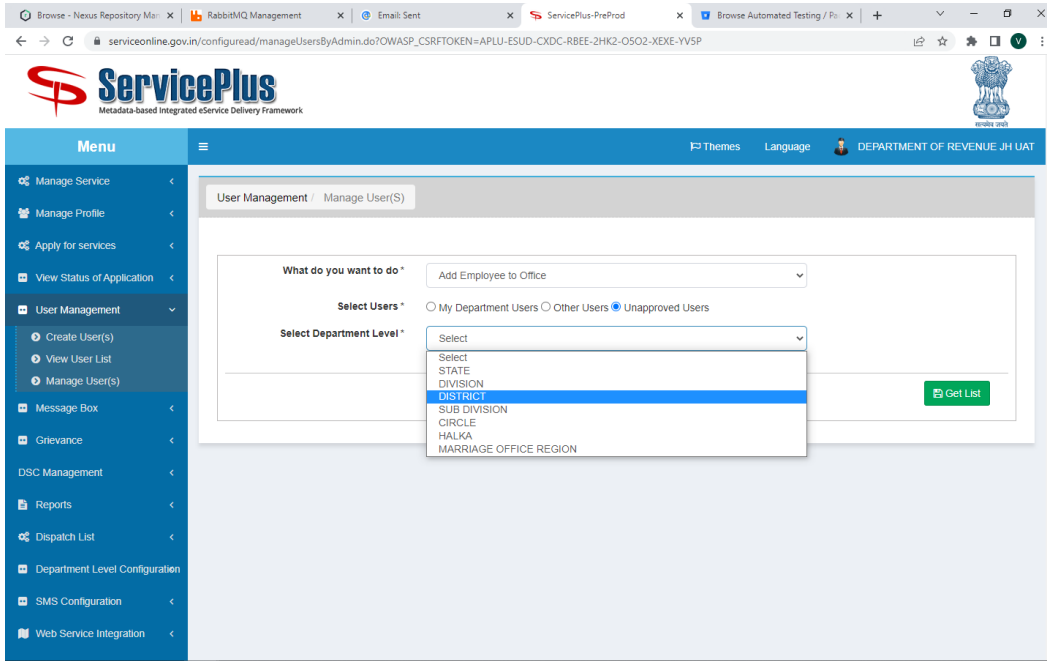 Browse - Nexus Repository Man
RabbitMQ Management
Email: Sent
ServicePlus-PreProd
Browse Automated Testing / Pa
serviceonline.gov.in/configuread/manageUsersByAdmin.do?OWASP_CSRFTOKEN=APLU-ESUD-CXDC-RBEE-2HK2-O5O2-XEXE-YV5P
V
ServicePlus
Metadata-based Integrated eService Delivery Framework
सत्यमेव जयते
Menu
Themes
Language
DEPARTMENT OF REVENUE JH UAT
Manage Service
Manage Profile
Apply for services
View Status of Application
User Management
Create User(s)
View User List
Manage User(s)
Message Box
Grievance
DSC Management
Reports
Dispatch List
Department Level Configuration
SMS Configuration
Web Service Integration
User Management / Manage User(S)
What do you want to do *
Add Employee to Office
Select Users *
My Department Users Other Users Unapproved Users
Select Department Level *
Select
Select
STATE
DIVISION
DISTRICT
SUB DIVISION
CIRCLE
HALKA
MARRIAGE OFFICE REGION
Get List